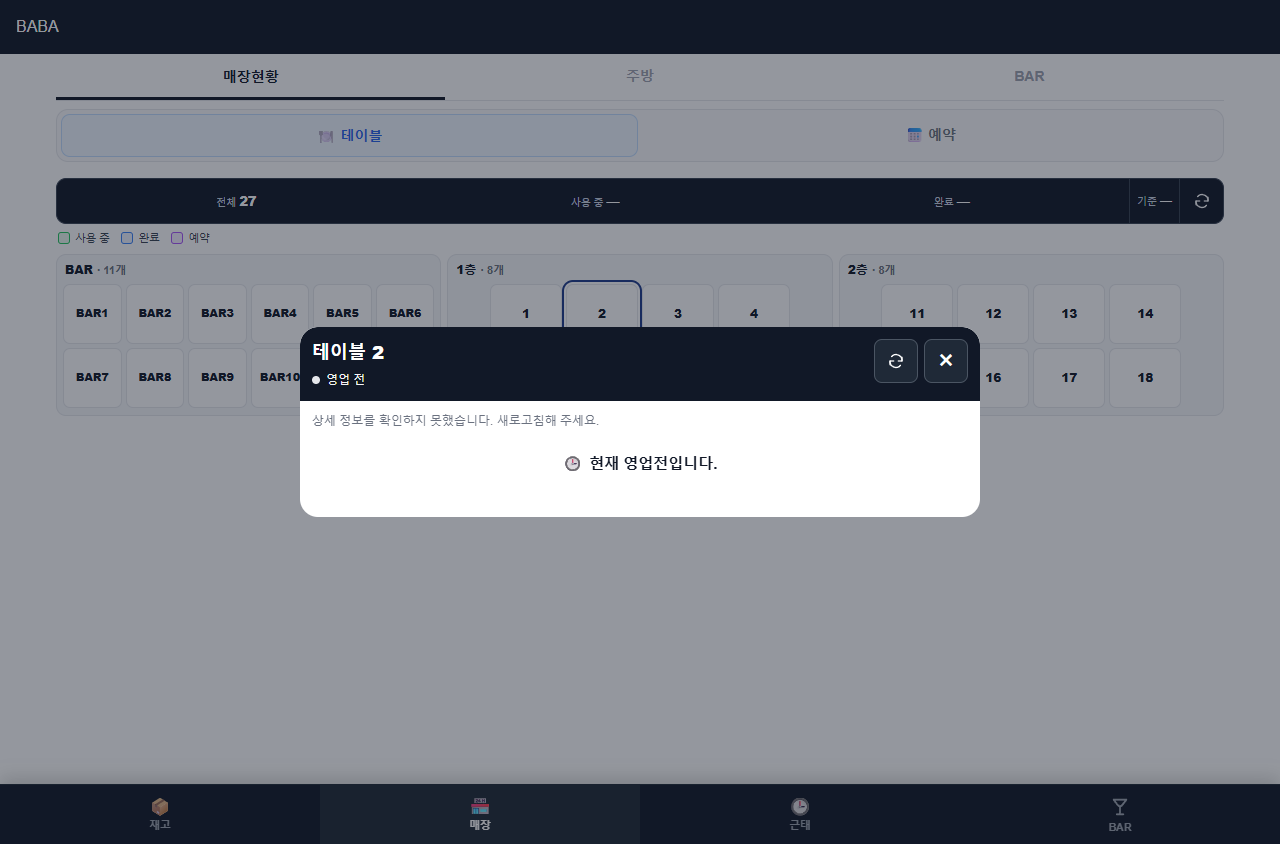 BABA
매장현황 주방 BAR
테이블 예약
전체 27 사용 중 — 완료 — 기준 —
사용 중 완료 예약
BAR · 11개 1층 · 8개 2층 · 8개
BAR1 BAR2 BAR3 BAR4 BAR5 BAR6 1 2 3 4 11 12 13 14
BAR7 BAR8 BAR9 BAR10 16 17 18
테이블 2
영업 전
상세 정보를 확인하지 못했습니다. 새로고침해 주세요.
현재 영업전입니다.
재고 매장 근태 BAR